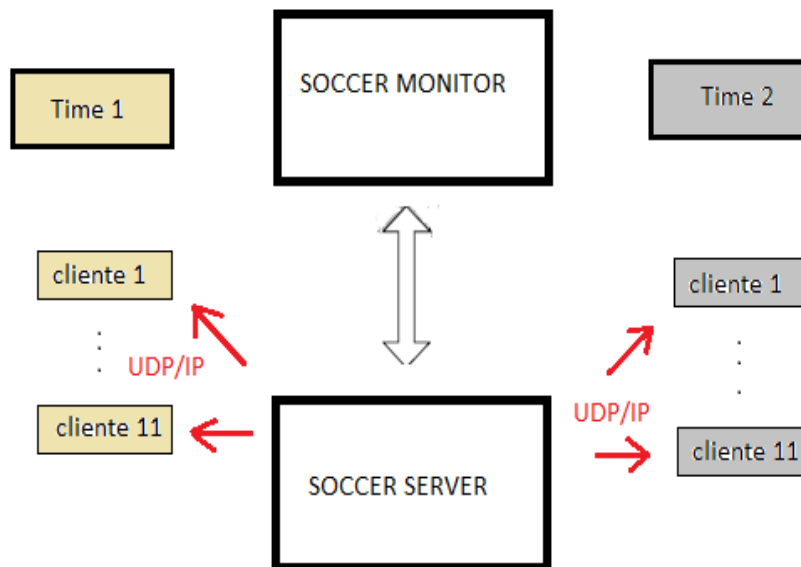 SOCCER MONITOR
Time 1
Time 2
cliente 1
cliente 1
UDP/IP
UDP/IP
cliente 11
cliente 11
SOCCER SERVER